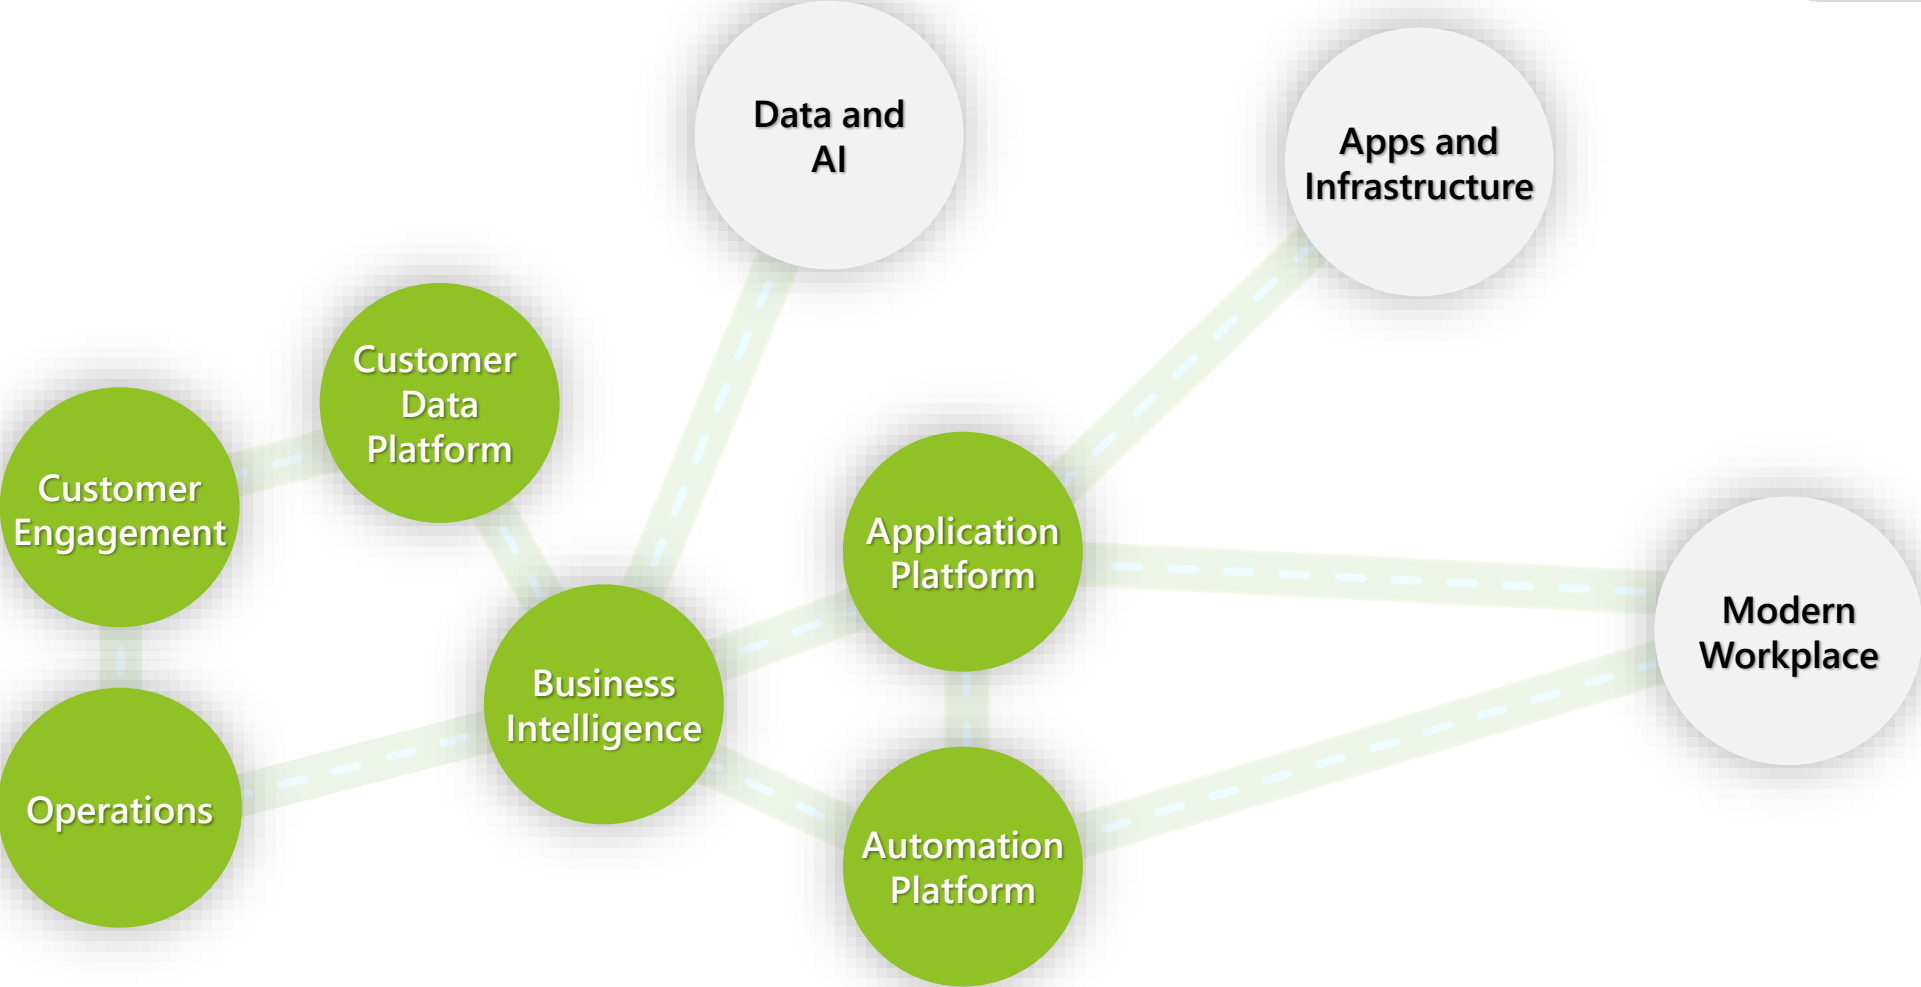 Data and
AI
Apps and
Infrastructure
Customer
Data
Platform
Customer
Engagement
Application
Platform
Modern
Workplace
Business
Intelligence
Operations
Automation
Platform